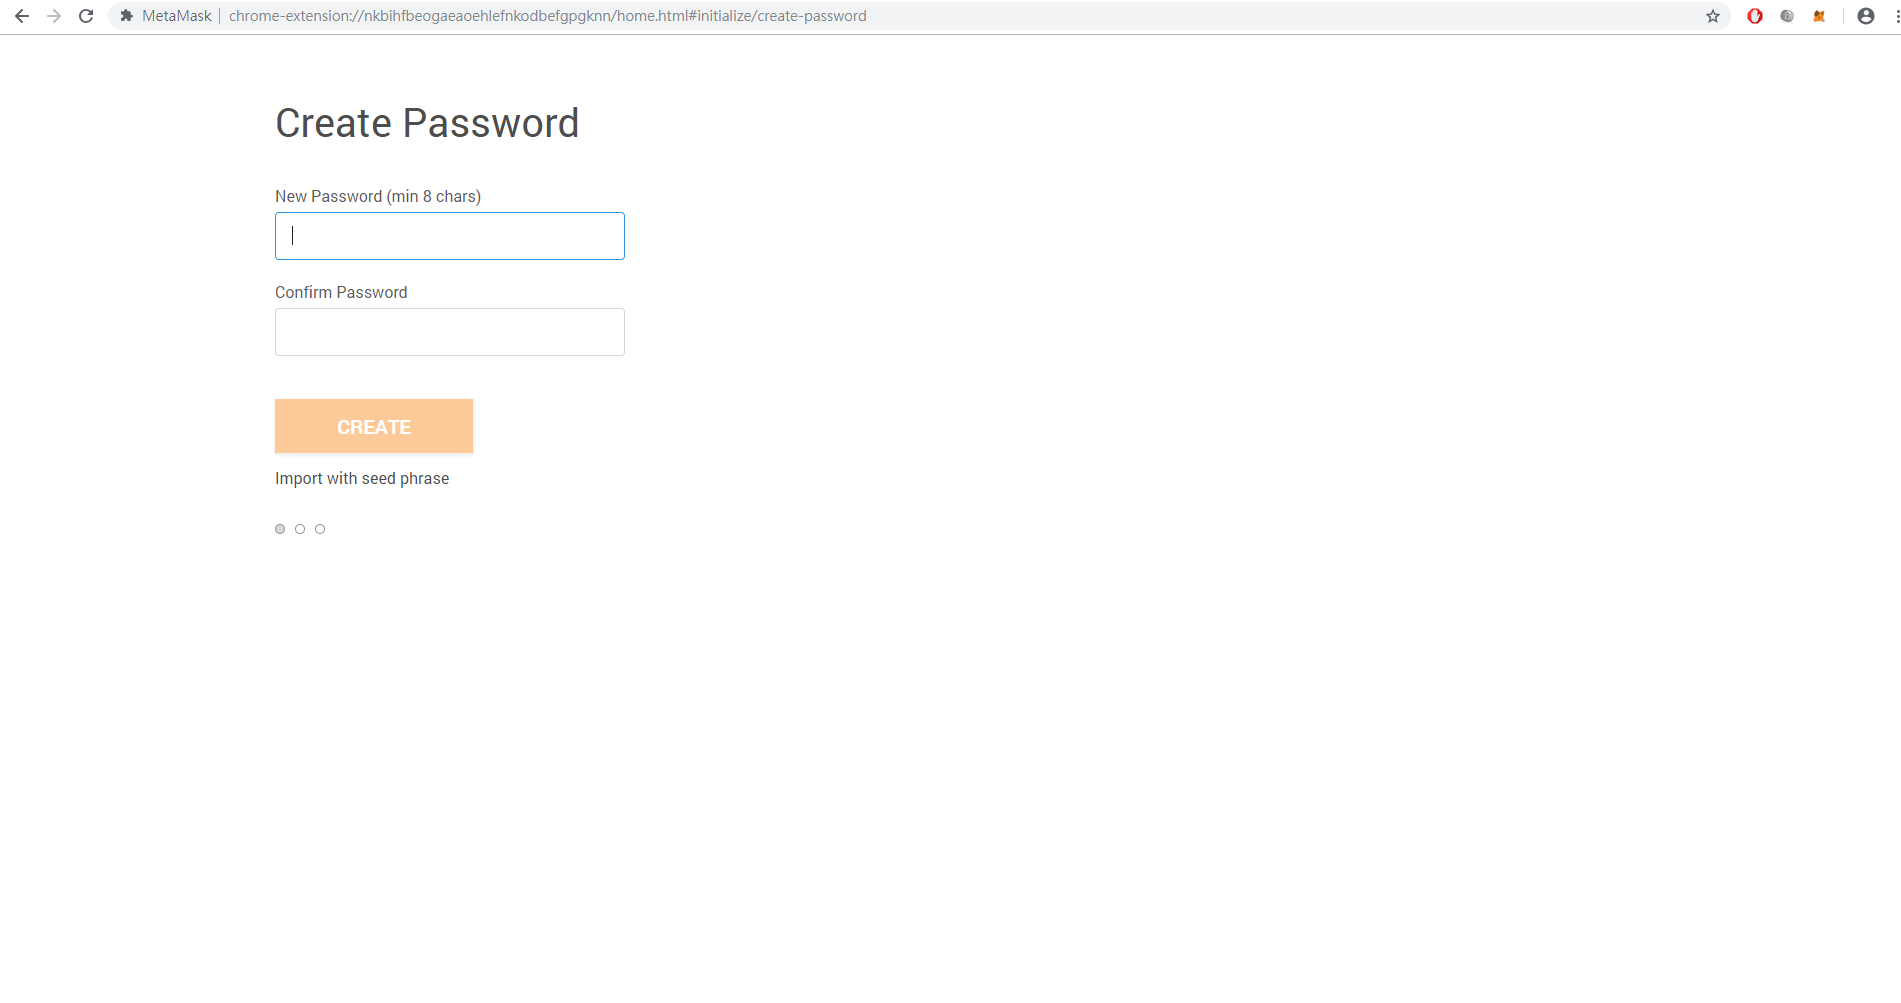 MetaMask chrome-extension://nkbihfbeogaeaoehlefnkodbefgpgknn/home.html#initialize/create-password
Create Password
New Password (min 8 chars)
Confirm Password
CREATE
Import with seed phrase